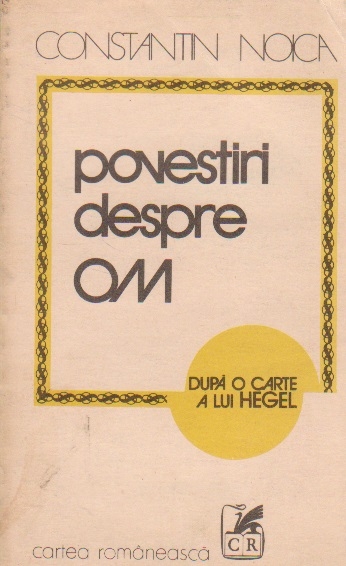 CONSTANTIN NOICA
povestiri
despre
OM
DUPĂ O CARTE
A LUI HEGEL
cartea românească
CR